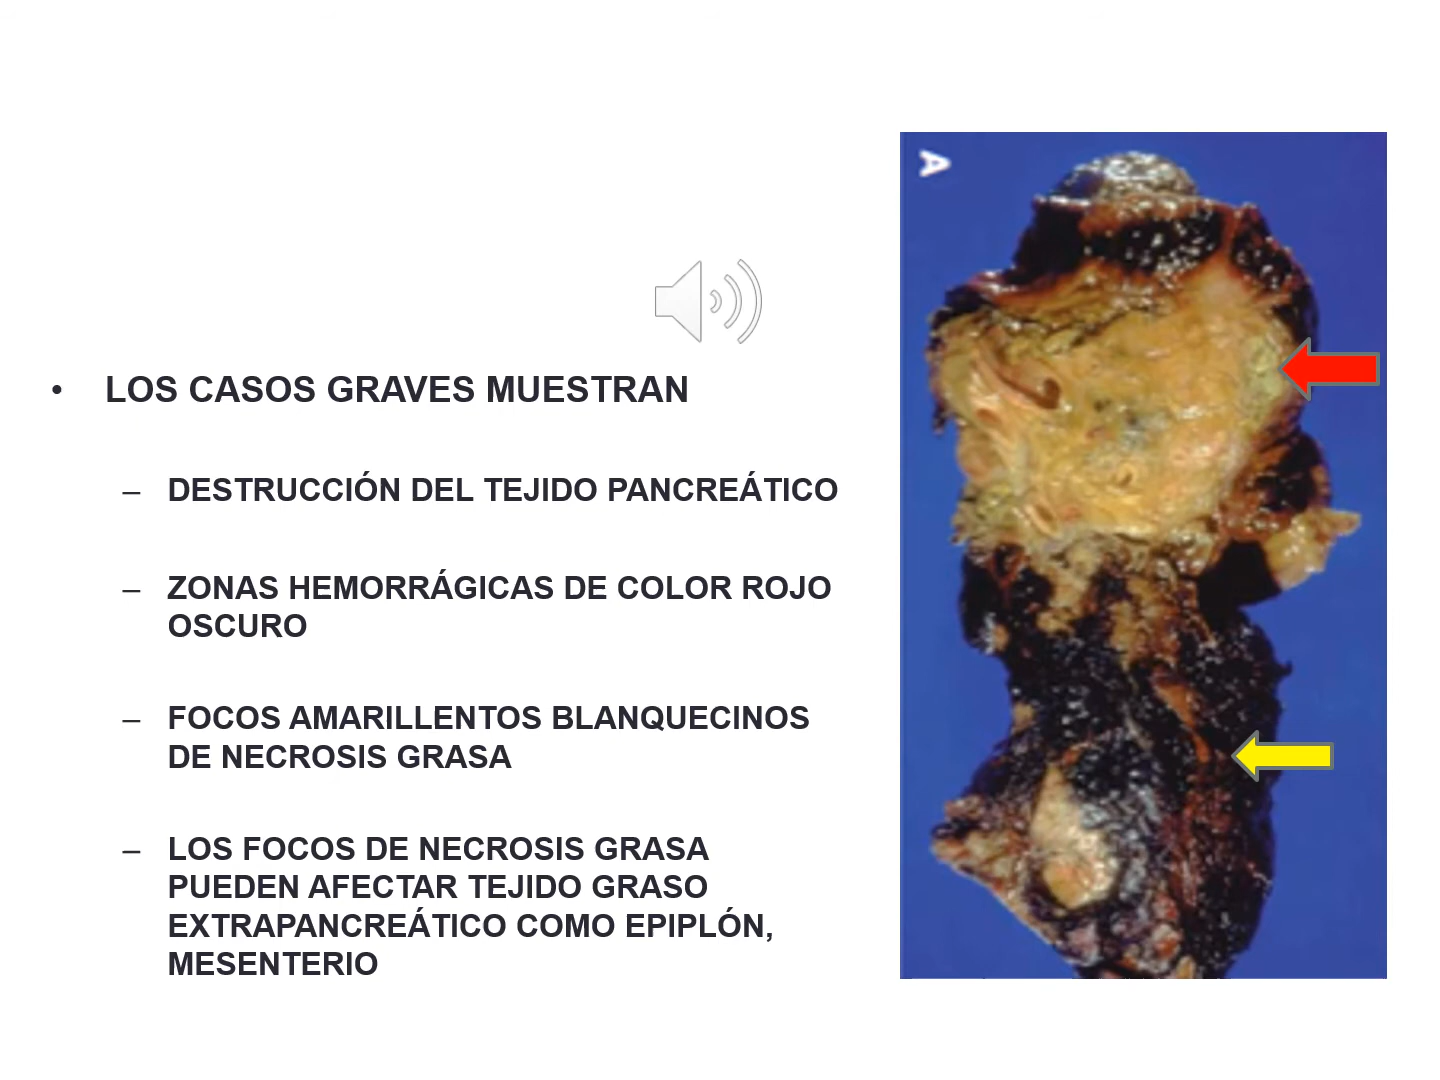 • LOS CASOS GRAVES MUESTRAN
– DESTRUCCIÓN DEL TEJIDO PANCREÁTICO
– ZONAS HEMORRÁGICAS DE COLOR ROJO
OSCURO
– FOCOS AMARILLENTOS BLANQUECINOS
DE NECROSIS GRASA
– LOS FOCOS DE NECROSIS GRASA
PUEDEN AFECTAR TEJIDO GRASO
EXTRAPANCREÁTICO COMO EPIPLÓN,
MESENTERIO
A